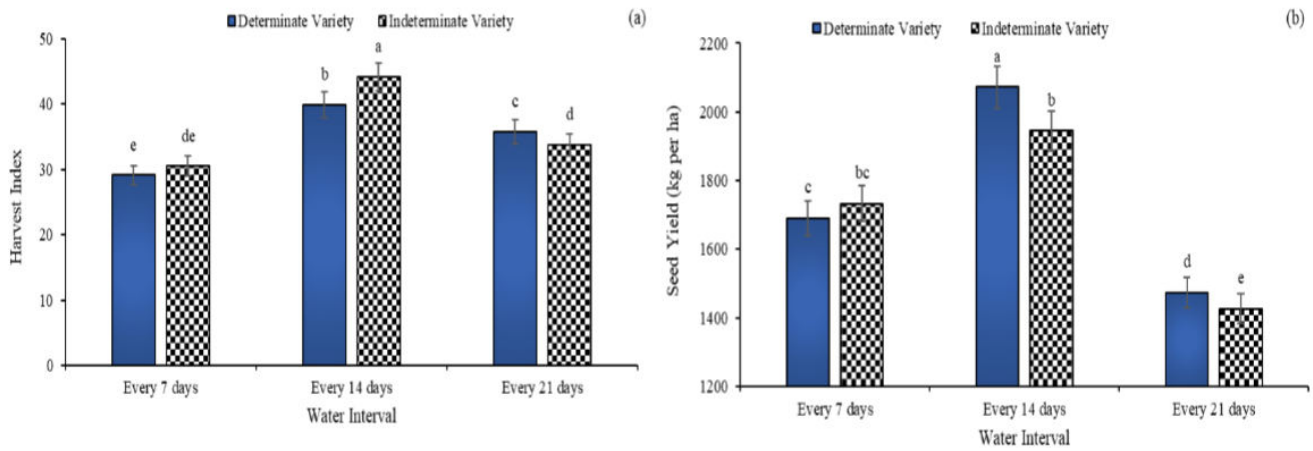 Determinate Variety Indeterminate Variety (a)
Harvest Index
50
40
30
20
10
0
e de b a c d
Every 7 days Every 14 days Every 21 days
Water Interval
Determinate Variety Indeterminate Variety (b)
Seed Yield (kg per ha)
2200
2000
1800
1600
1400
1200
c bc a b d e
Every 7 days Every 14 days Every 21 days
Water Interval